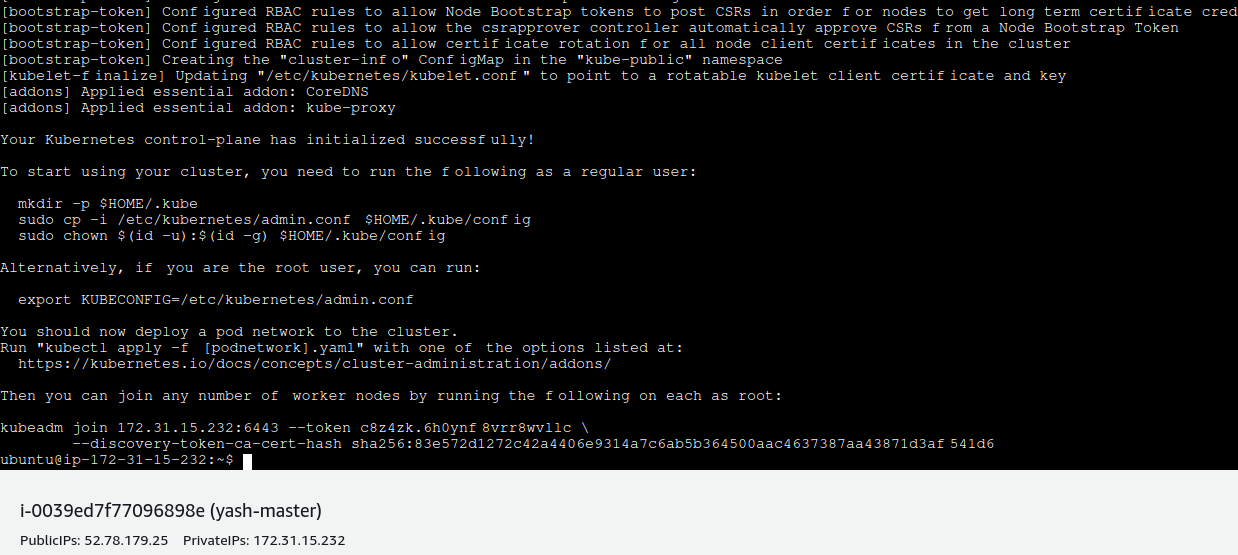 [bootstrap-token] Configured RBAC rules to allow Node Bootstrap tokens to post CSRs in order for nodes to get long term certificate cred
[bootstrap-token] Configured RBAC rules to allow the csrapprover controller automatically approve CSRs from a Node Bootstrap Token
[bootstrap-token] Configured RBAC rules to allow certificate rotation for all node client certificates in the cluster
[bootstrap-token] Creating the "cluster-info" ConfigMap in the "kube-public" namespace
[kubelet-finalize] Updating "/etc/kubernetes/kubelet.conf" to point to a rotatable kubelet client certificate and key
[addons] Applied essential addon: CoreDNS
[addons] Applied essential addon: kube-proxy
Your Kubernetes control-plane has initialized successfully!
To start using your cluster, you need to run the following as a regular user:
mkdir -p $HOME/.kube
sudo cp -i /etc/kubernetes/admin.conf $HOME/.kube/config
sudo chown $(id -u):$(id -g) $HOME/.kube/config
Alternatively, if you are the root user, you can run:
export KUBECONFIG=/etc/kubernetes/admin.conf
You should now deploy a pod network to the cluster.
Run "kubectl apply -f [podnetwork].yaml" with one of the options listed at:
https://kubernetes.io/docs/concepts/cluster-administration/addons/
Then you can join any number of worker nodes by running the following on each as root:
kubeadm join 172.31.15.232:6443 --token c8z4zk.6h0ynf8vrr8wvllc \
--discovery-token-ca-cert-hash sha256:83e572d1272c42a4406e9314a7c6ab5b364500aac4637387aa43871d3af541d6
ubuntu@ip-172-31-15-232:~$
i-0039ed7f77096898e (yash-master)
PublicIPs: 52.78.179.25 PrivateIPs: 172.31.15.232